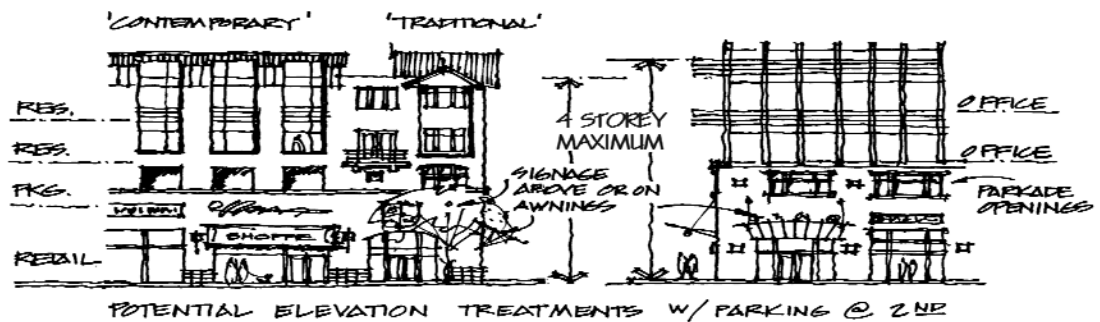 'CONTEMPORARY' 'TRADITIONAL'
RES.
RES.
PKG.
RETAIL
SHOPPE
4 STOREY
MAXIMUM
SIGNAGE
ABOVE OR ON
AWNINGS
OFFICE
OFFICE
PARKADE
OPENINGS
POTENTIAL ELEVATION TREATMENTS W/ PARKING @ 2ND